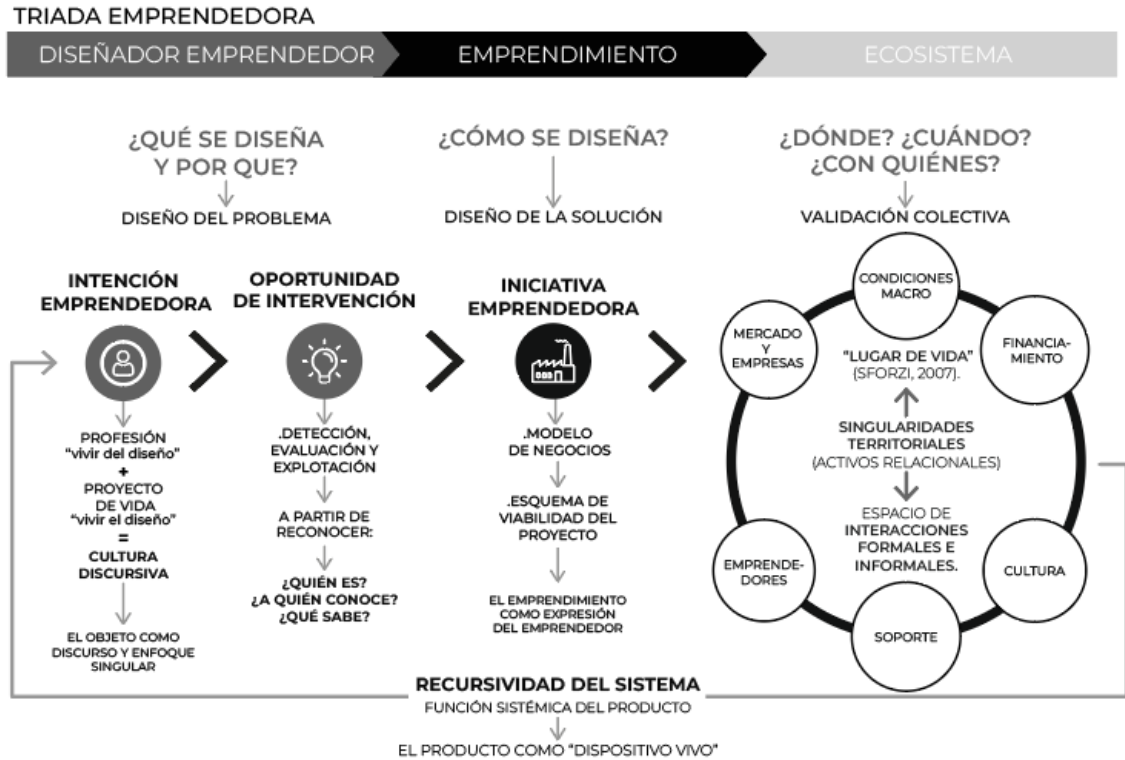 TRIADA EMPRENDEDORA
DISEÑADOR EMPRENDEDOR
EMPRENDIMIENTO
ECOSISTEMA
¿QUÉ SE DISEÑA
Y POR QUE?
DISEÑO DEL PROBLEMA
¿CÓMO SE DISEÑA?
DISEÑO DE LA SOLUCIÓN
¿DÓNDE? ¿CUÁNDO?
¿CON QUIÉNES?
VALIDACIÓN COLECTIVA
INTENCIÓN
EMPRENDEDORA
PROFESIÓN
“vivir del diseño”
+
PROYECTO
DE VIDA
“vivir el diseño”
=
CULTURA
DISCURSIVA
EL OBJETO COMO
DISCURSO Y ENFOQUE
SINGULAR
OPORTUNIDAD
DE INTERVENCIÓN
.DETECCIÓN,
EVALUACIÓN Y
EXPLOTACIÓN
A PARTIR DE
RECONOCER:
¿QUIÉN ES?
¿A QUIÉN CONOCE?
¿QUÉ SABE?
INICIATIVA
EMPRENDEDORA
.MODELO
DE NEGOCIOS
.ESQUEMA DE
VIABILIDAD DEL
PROYECTO
EL EMPRENDIMIENTO
COMO EXPRESIÓN
DEL EMPRENDEDOR
CONDICIONES
MACRO
MERCADO
Y
EMPRESAS
FINANCIA-
MIENTO
“LUGAR DE VIDA”
(SFORZI, 2007).
SINGULARIDADES
TERRITORIALES
(ACTIVOS RELACIONALES)
ESPACIO DE
INTERACCIONES
FORMALES E
INFORMALES.
EMPRENDE-
DORES
CULTURA
SOPORTE
RECURSIVIDAD DEL SISTEMA
FUNCIÓN SISTÉMICA DEL PRODUCTO
EL PRODUCTO COMO “DISPOSITIVO VIVO”